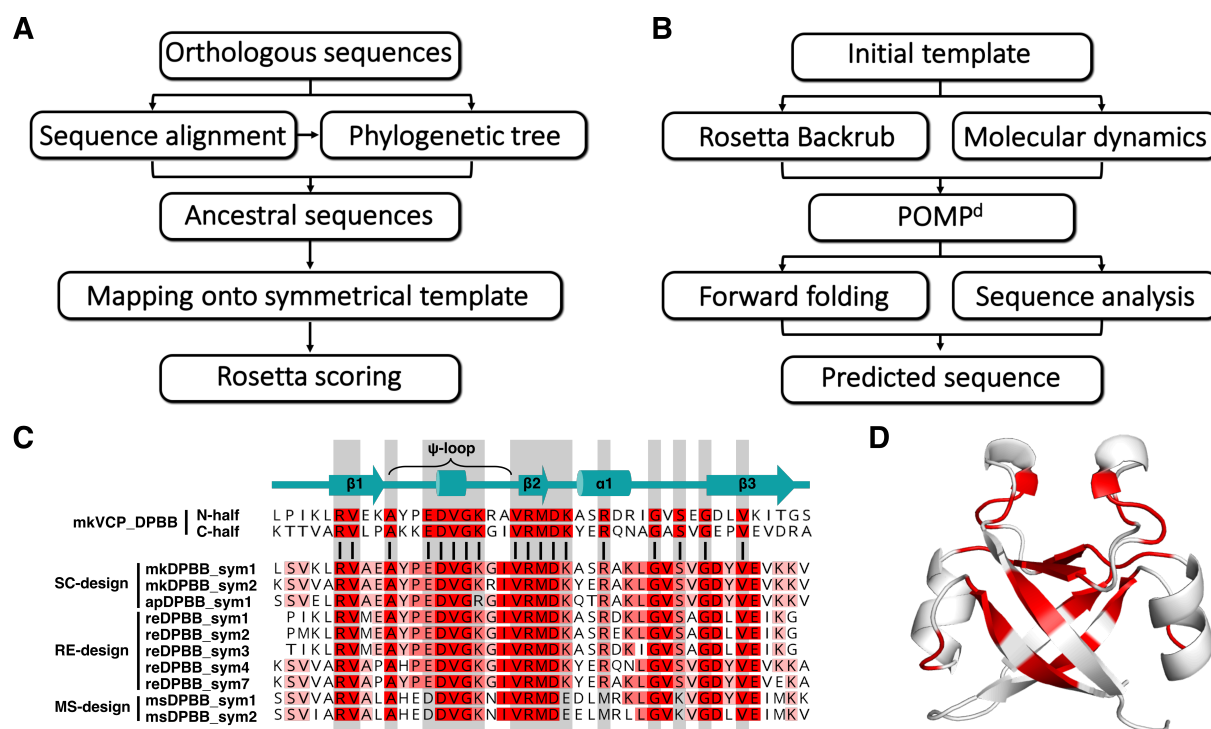 A
Orthologous sequences
Sequence alignment
Phylogenetic tree
Ancestral sequences
Mapping onto symmetrical template
Rosetta scoring
B
Initial template
Rosetta Backrub
Molecular dynamics
POMPᵈ
Forward folding
Sequence analysis
Predicted sequence
C
ψ-loop
β1 β2 α1 β3
mkVCP_DPBB
N-half LPIKLRVEKAYPEDVGKRAVRMDKASRDRIGVSEGDLVKITGS
C-half KTTVARVLPAKKEDVGKGIVRMDKYERQNAGASVGEPVEVDRA
SC-design
mkDPBB_sym1 LSVKLRVAEAYPEDVGKGIVRMDKASRAKLGVSVGDYVEVKKV
mkDPBB_sym2 KSVVARVAEAYPEDVGKRIVRMDKYERAKLGVSVGDYVEVKKV
apDPBB_sym1 SSVELRVAEAYPEDVGRGIVRMDKQTRAKLGVSVGDYVEVKKV
RE-design
reDPBB_sym1 PIKLRVMEAYPEDVGKGIVRMDKASRDKLGVSAGDLVEIKG
reDPBB_sym2 PMKLRVMEAYPEDVGKGIVRMDKASREKLGVSAGDLVEIKG
reDPBB_sym3 TIKLRVMEAYPEDVGKGIVRMDKASRDKIGVSAGDLVEIKG
reDPBB_sym4 KSVVARVAPAHPEDVGKGIVRMDKYERQNLGVSVGDYVEVKKA
reDPBB_sym7 KSVVARVAPAYPEDVGKGIVRMDKYERAKLGVSVGDYVEVKKA
MS-design
msDPBB_sym1 SSVVARVALAHEDDVGKNIVRMDEDLMRKLGVKVGDYVEIMKK
msDPBB_sym2 SSVIARVALAHEDDVGKNIVRMDEELMRLLGVKVGDLVEIMKV
D